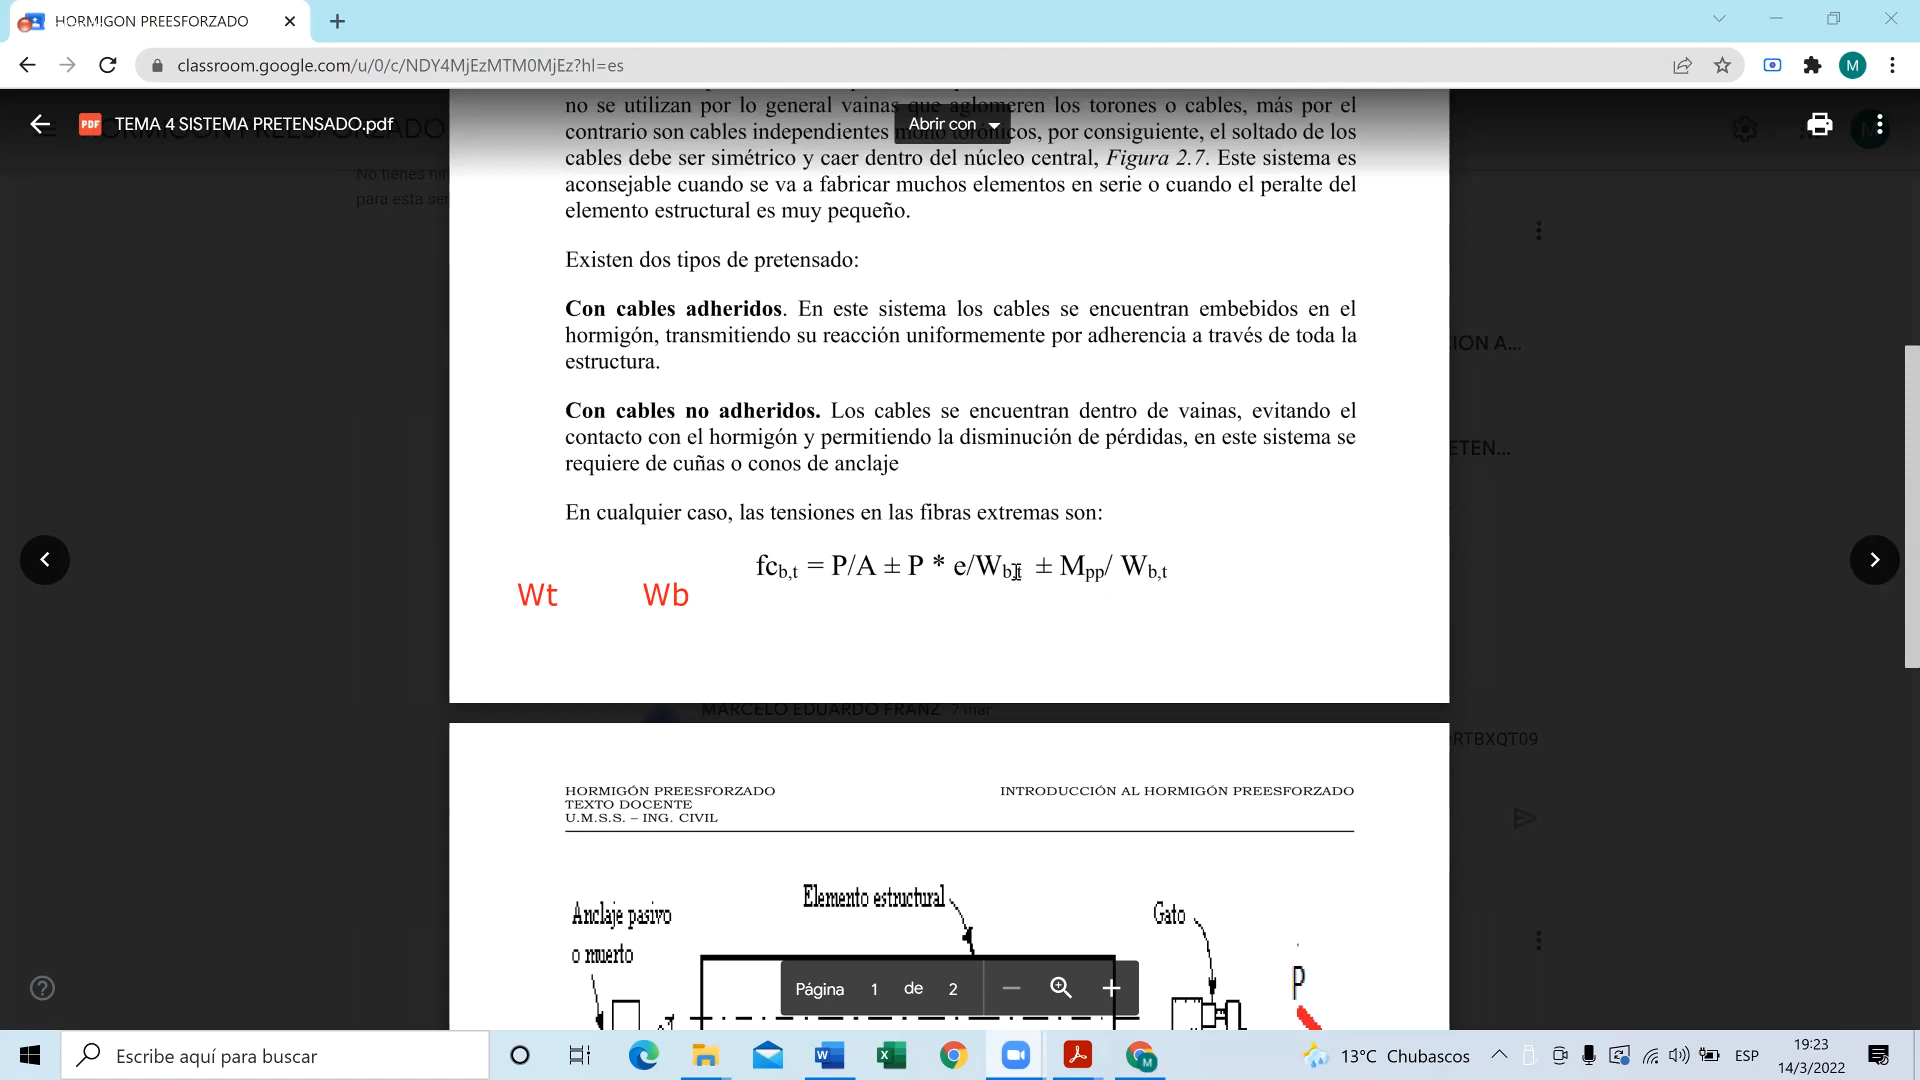 HORMIGON PREESFORZADO
classroom.google.com/u/0/c/NDY4MjEzMTM0MjEz?hl=es
M
PDF TEMA 4 SISTEMA PRETENSADO.pdf
Abrir con
no se utilizan por lo general vainas que aglomeren los torones o cables, más por el
contrario son cables independientes mono torónicos, por consiguiente, el soltado de los
cables debe ser simétrico y caer dentro del núcleo central, Figura 2.7. Este sistema es
aconsejable cuando se va a fabricar muchos elementos en serie o cuando el peralte del
elemento estructural es muy pequeño.
No tienes nin
para esta se
Existen dos tipos de pretensado:
Con cables adheridos. En este sistema los cables se encuentran embebidos en el
hormigón, transmitiendo su reacción uniformemente por adherencia a través de toda la
estructura.
ION A...
Con cables no adheridos. Los cables se encuentran dentro de vainas, evitando el
contacto con el hormigón y permitiendo la disminución de pérdidas, en este sistema se
requiere de cuñas o conos de anclaje
ETEN...
En cualquier caso, las tensiones en las fibras extremas son:
fcb,t = P/A ± P * e/Wb,t ± Mpp/ Wb,t
Wt Wb
MARCELO EDUARDO FRANZ 7 mar
RTBXQT09
HORMIGÓN PREESFORZADO INTRODUCCIÓN AL HORMIGÓN PREESFORZADO
TEXTO DOCENTE
U.M.S.S. – ING. CIVIL
Elemento estructural
Anclaje pasivo
o muerto
Gato
P
Página 1 de 2
Escribe aquí para buscar
13°C Chubascos
ESP
19:23
14/3/2022